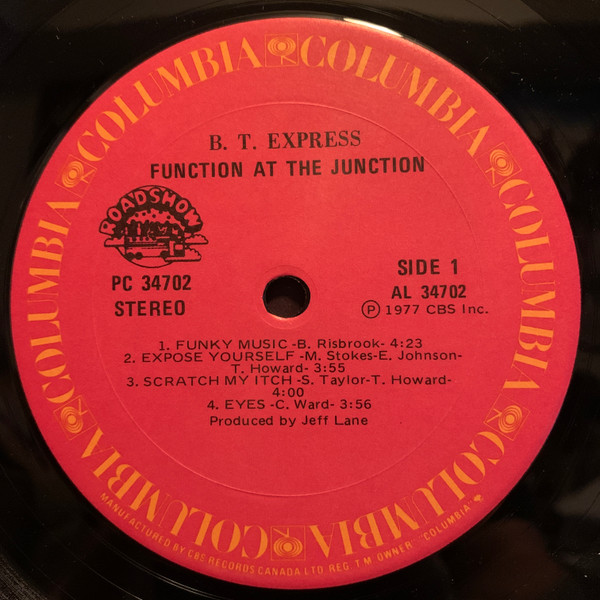 COLUMBIA COLUMBIA COLUMBIA COLUMBIA COLUMBIA COLUMBIA COLUMBIA COLUMBIA
B. T. EXPRESS
FUNCTION AT THE JUNCTION
ROADSHOW
PC 34702
STEREO
SIDE 1
AL 34702
Ⓟ 1977 CBS Inc.
1. FUNKY MUSIC -B. Risbrook- 4:23
2. EXPOSE YOURSELF -M. Stokes-E. Johnson-
T. Howard- 3:55
3. SCRATCH MY ITCH -S. Taylor-T. Howard-
4:00
4. EYES -C. Ward- 3:56
Produced by Jeff Lane
MANUFACTURED BY CBS RECORDS CANADA LTD REG. T.M. OWNER- COLUMBIA